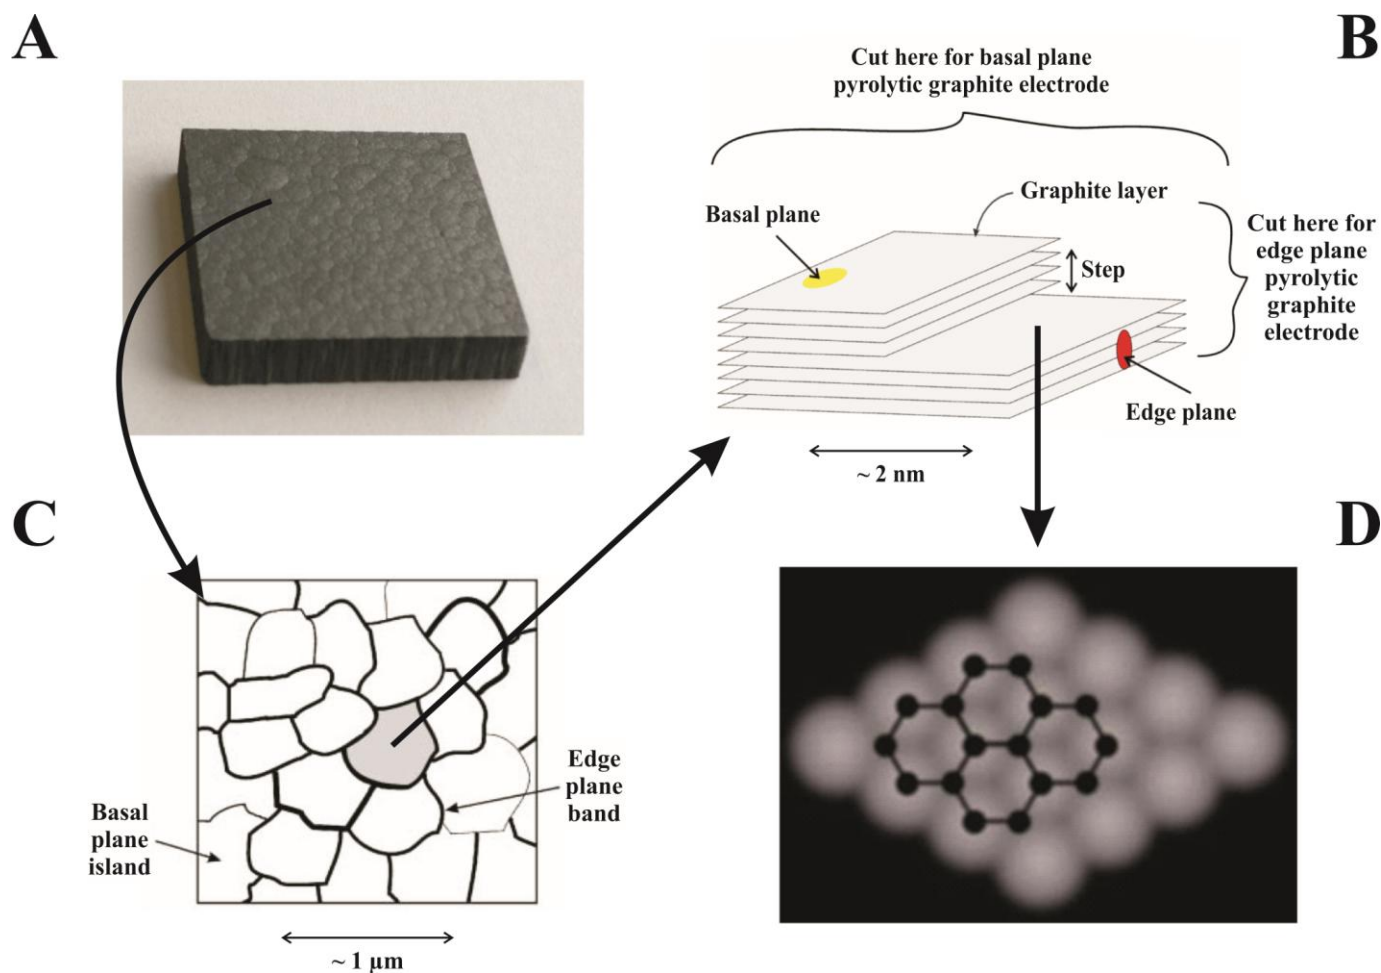 A
B
Cut here for basal plane
pyrolytic graphite electrode
Graphite layer
Basal plane
Cut here for
edge plane
pyrolytic
graphite
electrode
Step
Edge plane
~ 2 nm
C
D
Edge
plane
band
Basal
plane
island
~ 1 µm